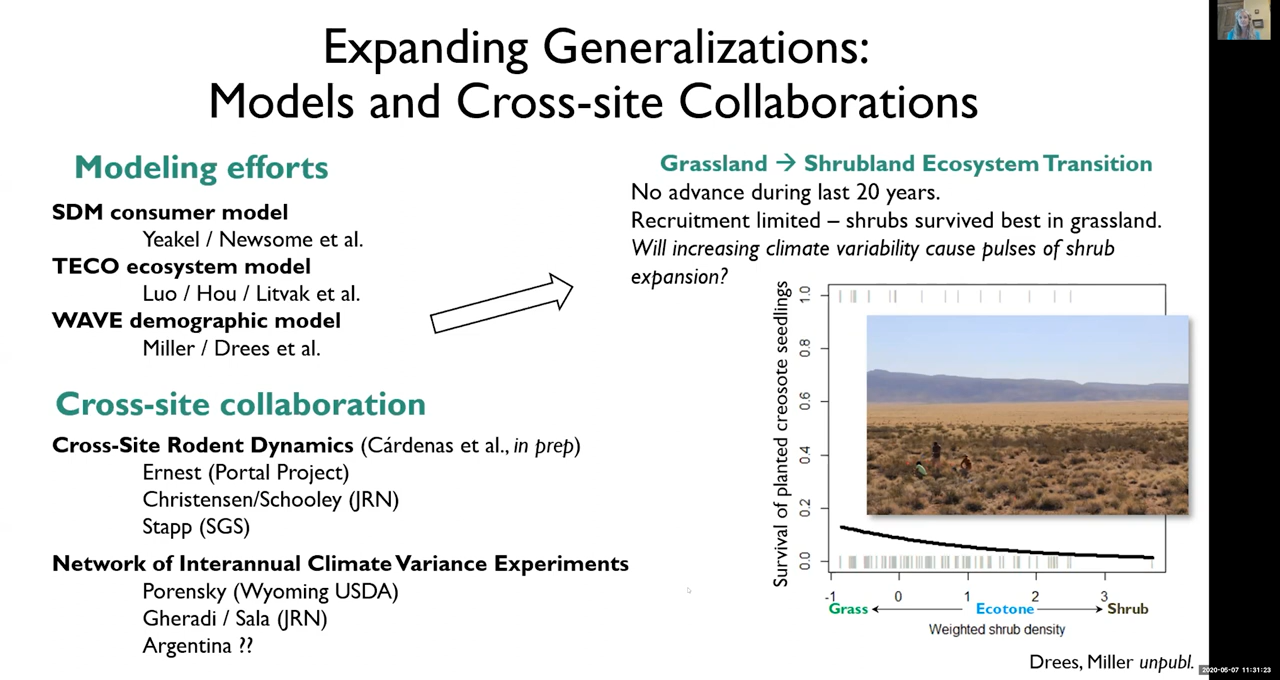 Expanding Generalizations:
Models and Cross-site Collaborations
Modeling efforts
SDM consumer model
Yeakel / Newsome et al.
TECO ecosystem model
Luo / Hou / Litvak et al.
WAVE demographic model
Miller / Drees et al.
Cross-site collaboration
Cross-Site Rodent Dynamics (Cárdenas et al., in prep)
Ernest (Portal Project)
Christensen/Schooley (JRN)
Stapp (SGS)
Network of Interannual Climate Variance Experiments
Porensky (Wyoming USDA)
Gheradi / Sala (JRN)
Argentina ??
Grassland → Shrubland Ecosystem Transition
No advance during last 20 years.
Recruitment limited – shrubs survived best in grassland.
Will increasing climate variability cause pulses of shrub
expansion?
Survival of planted creosote seedlings
1.0
0.8
0.6
0.4
0.2
0.0
-1 0 1 2 3
Grass Ecotone Shrub
Weighted shrub density
Drees, Miller unpubl.
2020-05-07 11:31:23